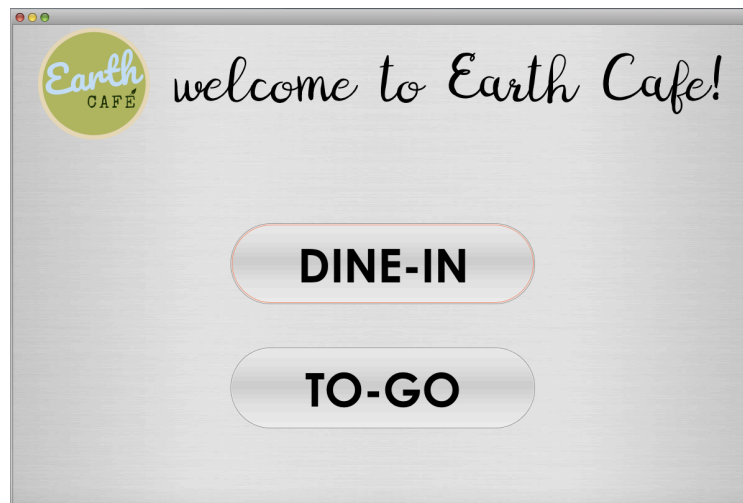 Earth
CAFÉ
welcome to Earth Cafe!
DINE-IN
TO-GO